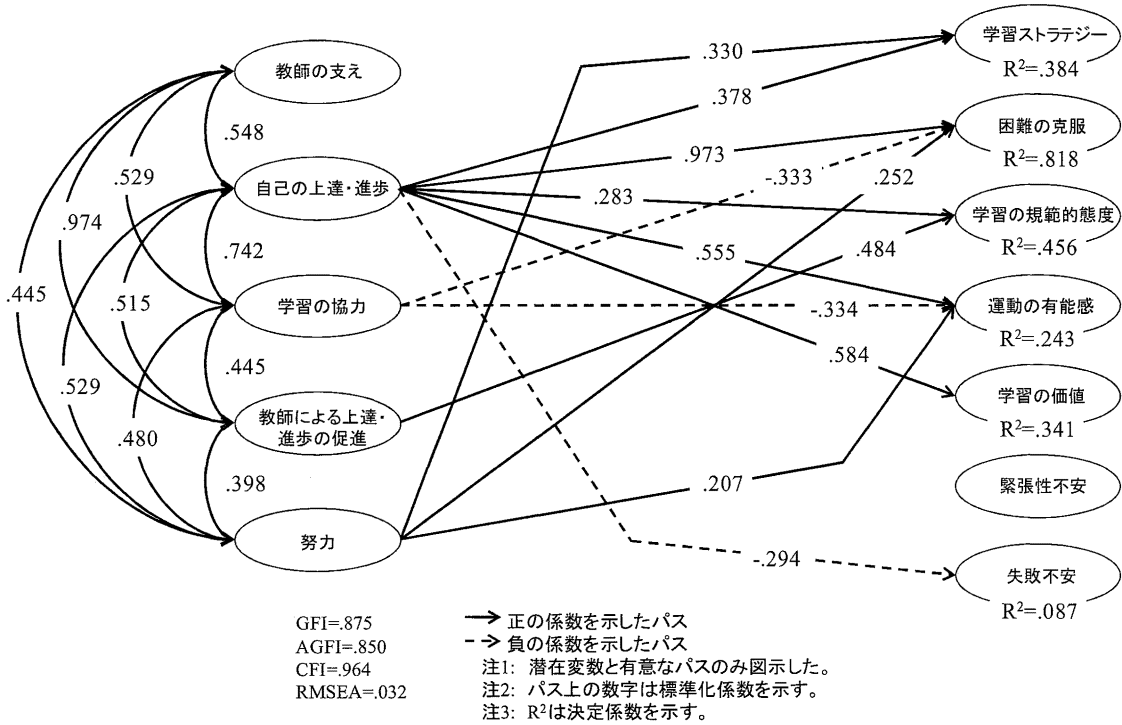 教師の支え
自己の上達・進歩
学習の協力
教師による上達・
進歩の促進
努力
.548
.529
.974
.742
.445
.515
.445
.529
.480
.398
.330
.378
.973
-.333
.252
.283
.555
.484
-.334
.584
.207
-.294
学習ストラテジー
R²=.384
困難の克服
R²=.818
学習の規範的態度
R²=.456
運動の有能感
R²=.243
学習の価値
R²=.341
緊張性不安
失敗不安
R²=.087
GFI=.875
AGFI=.850
CFI=.964
RMSEA=.032
正の係数を示したパス
負の係数を示したパス
注1: 潜在変数と有意なパスのみ図示した。
注2: パス上の数字は標準化係数を示す。
注3: R²は決定係数を示す。